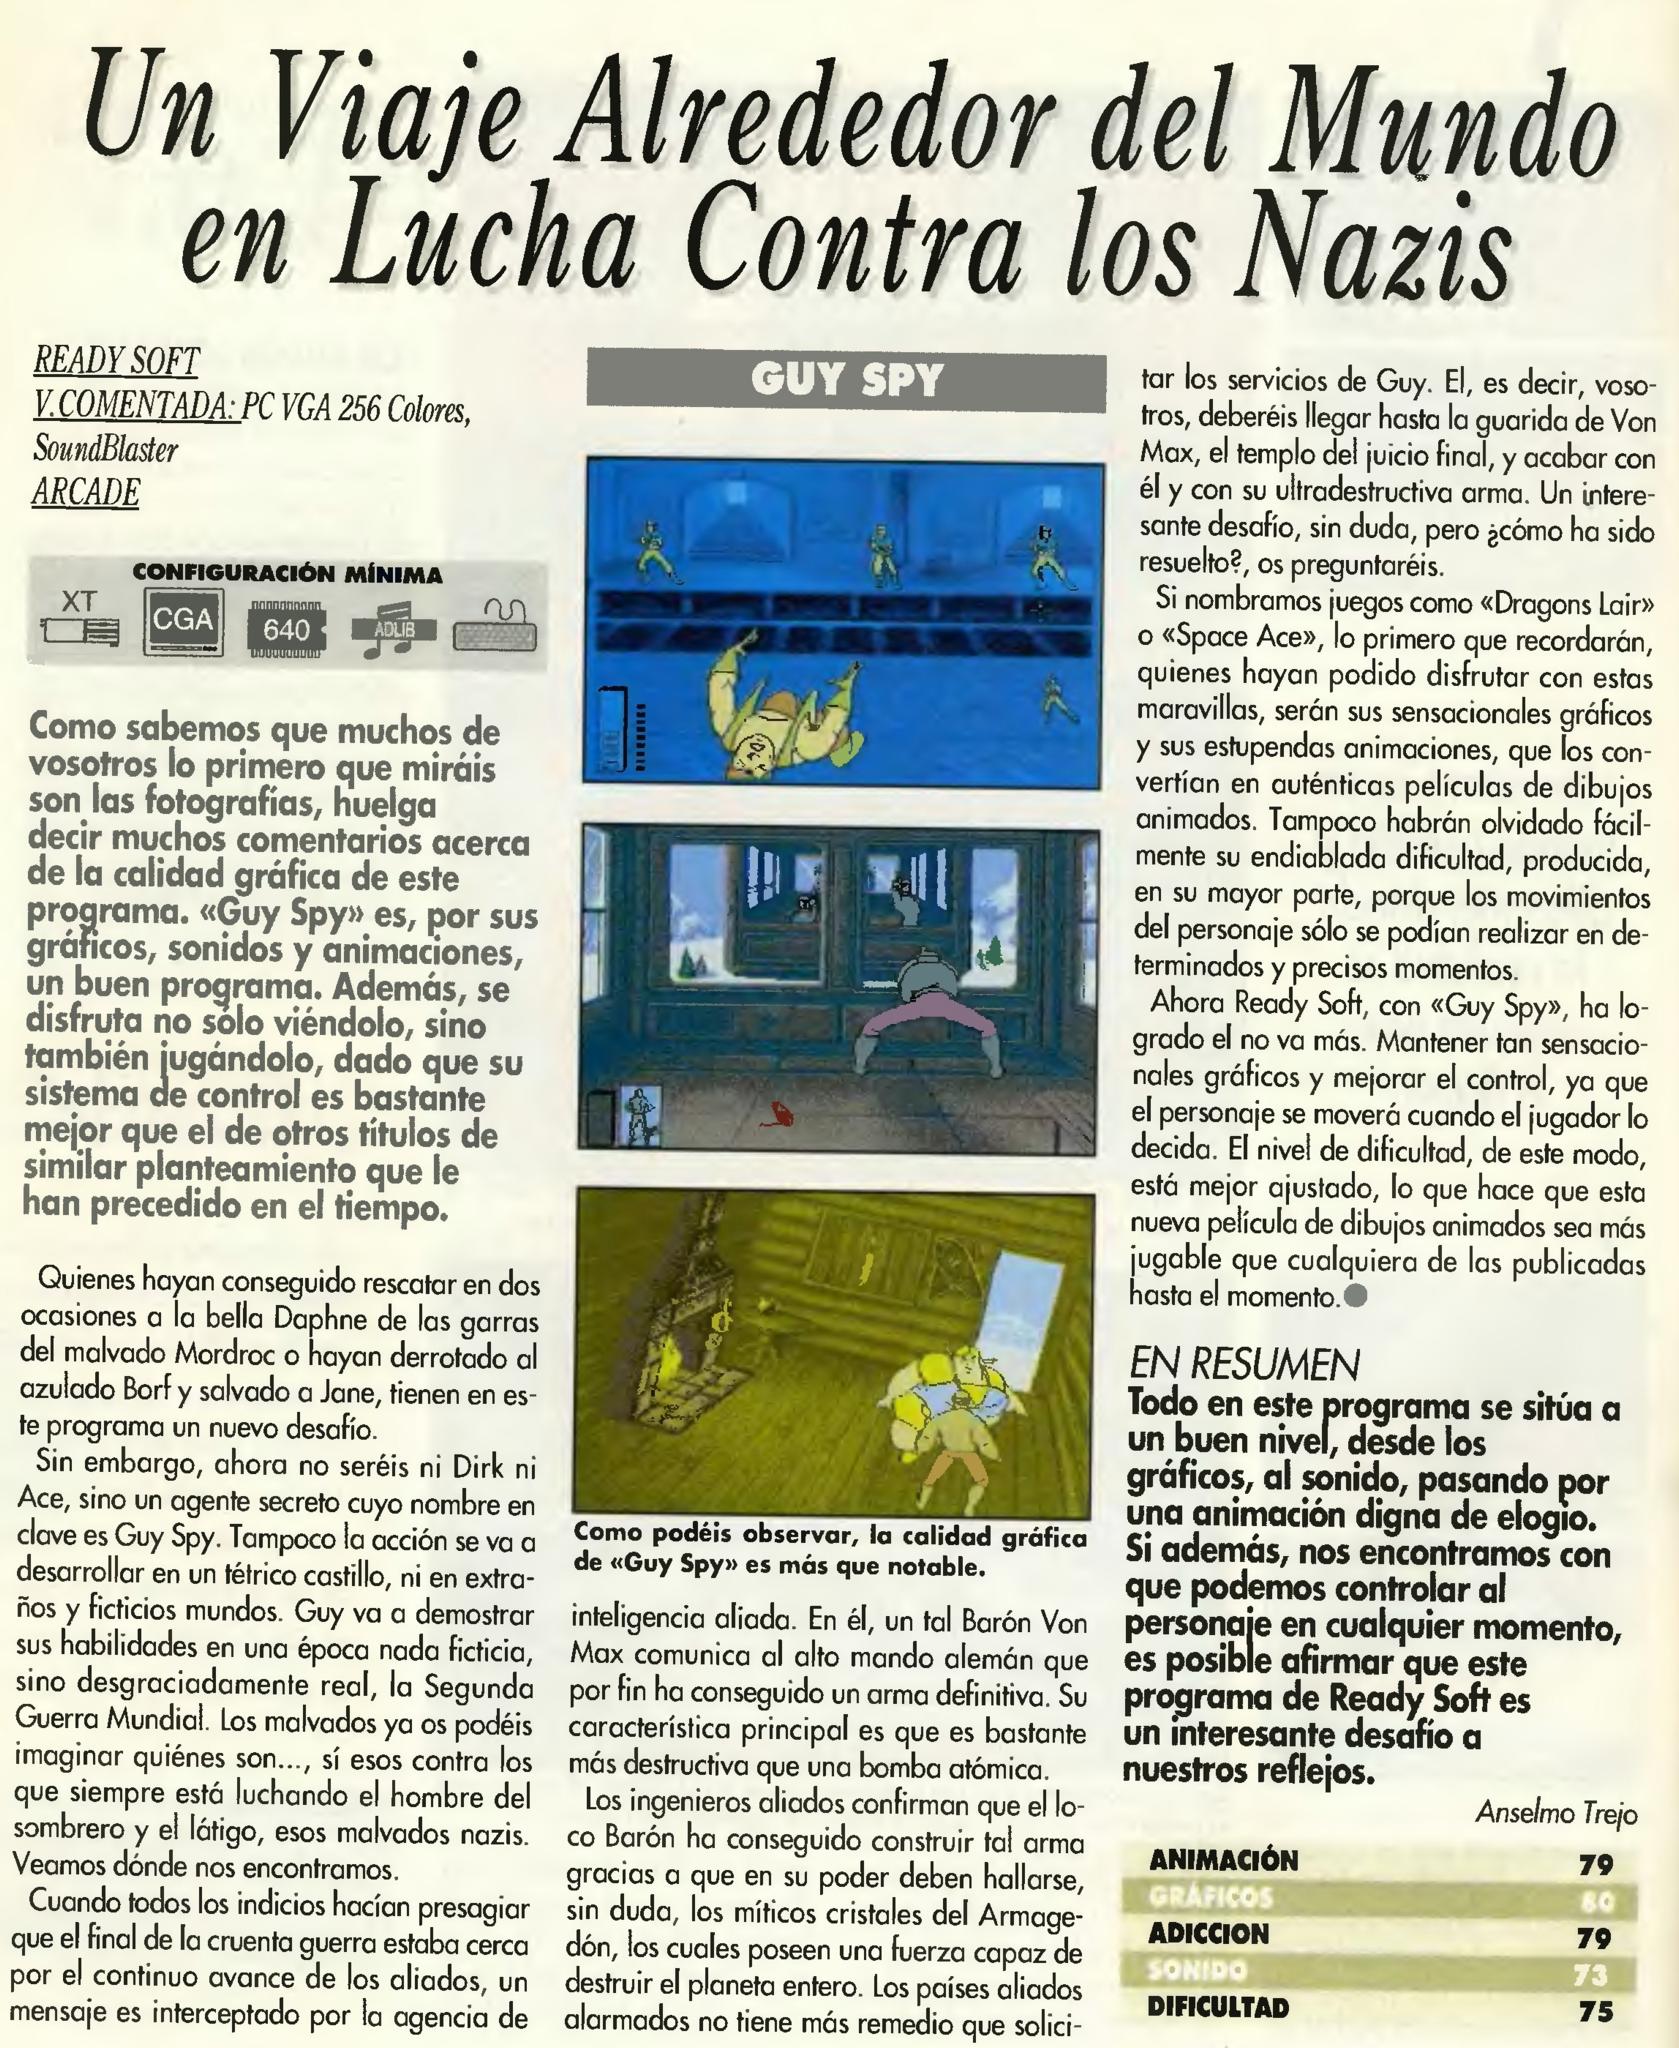 Un Viaje Alrededor del Mundo
en Lucha Contra los Nazis
READY SOFT
V.COMENTADA: PC VGA 256 Colores,
SoundBlaster
ARCADE
CONFIGURACIÓN MÍNIMA
XT
CGA
640
ADLIB
Como sabemos que muchos de
vosotros lo primero que miráis
son las fotografías, huelga
decir muchos comentarios acerca
de la calidad gráfica de este
programa. «Guy Spy» es, por sus
gráficos, sonidos y animaciones,
un buen programa. Además, se
disfruta no sólo viéndolo, sino
también jugándolo, dado que su
sistema de control es bastante
mejor que el de otros títulos de
similar planteamiento que le
han precedido en el tiempo.
Quienes hayan conseguido rescatar en dos
ocasiones a la bella Daphne de las garras
del malvado Mordroc o hayan derrotado al
azulado Borf y salvado a Jane, tienen en es-
te programa un nuevo desafío.
Sin embargo, ahora no seréis ni Dirk ni
Ace, sino un agente secreto cuyo nombre en
clave es Guy Spy. Tampoco la acción se va a
desarrollar en un tétrico castillo, ni en extra-
ños y ficticios mundos. Guy va a demostrar
sus habilidades en una época nada ficticia,
sino desgraciadamente real, la Segunda
Guerra Mundial. Los malvados ya os podéis
imaginar quiénes son..., sí esos contra los
que siempre está luchando el hombre del
sombrero y el látigo, esos malvados nazis.
Veamos dónde nos encontramos.
Cuando todos los indicios hacían presagiar
que el final de la cruenta guerra estaba cerca
por el continuo avance de los aliados, un
mensaje es interceptado por la agencia de
GUY SPY
Como podéis observar, la calidad gráfica
de «Guy Spy» es más que notable.
inteligencia aliada. En él, un tal Barón Von
Max comunica al alto mando alemán que
por fin ha conseguido un arma definitiva. Su
característica principal es que es bastante
más destructiva que una bomba atómica.
Los ingenieros aliados confirman que el lo-
co Barón ha conseguido construir tal arma
gracias a que en su poder deben hallarse,
sin duda, los míticos cristales del Armage-
dón, los cuales poseen una fuerza capaz de
destruir el planeta entero. Los países aliados
alarmados no tiene más remedio que solici-
tar los servicios de Guy. El, es decir, voso-
tros, deberéis llegar hasta la guarida de Von
Max, el templo del juicio final, y acabar con
él y con su ultradestructiva arma. Un intere-
sante desafío, sin duda, pero ¿cómo ha sido
resuelto?, os preguntaréis.
Si nombramos juegos como «Dragons Lair»
o «Space Ace», lo primero que recordarán,
quienes hayan podido disfrutar con estas
maravillas, serán sus sensacionales gráficos
y sus estupendas animaciones, que los con-
vertían en auténticas películas de dibujos
animados. Tampoco habrán olvidado fácil-
mente su endiablada dificultad, producida,
en su mayor parte, porque los movimientos
del personaje sólo se podían realizar en de-
terminados y precisos momentos.
Ahora Ready Soft, con «Guy Spy», ha lo-
grado el no va más. Mantener tan sensacio-
nales gráficos y mejorar el control, ya que
el personaje se moverá cuando el jugador lo
decida. El nivel de dificultad, de este modo,
está mejor ajustado, lo que hace que esta
nueva película de dibujos animados sea más
jugable que cualquiera de las publicadas
hasta el momento.
EN RESUMEN
Todo en este programa se sitúa a
un buen nivel, desde los
gráficos, al sonido, pasando por
una animación digna de elogio.
Si además, nos encontramos con
que podemos controlar al
personaje en cualquier momento,
es posible afirmar que este
programa de Ready Soft es
un interesante desafío a
nuestros reflejos.
Anselmo Trejo
ANIMACIÓN 79
GRÁFICOS 80
ADICCION 79
SONIDO 73
DIFICULTAD 75